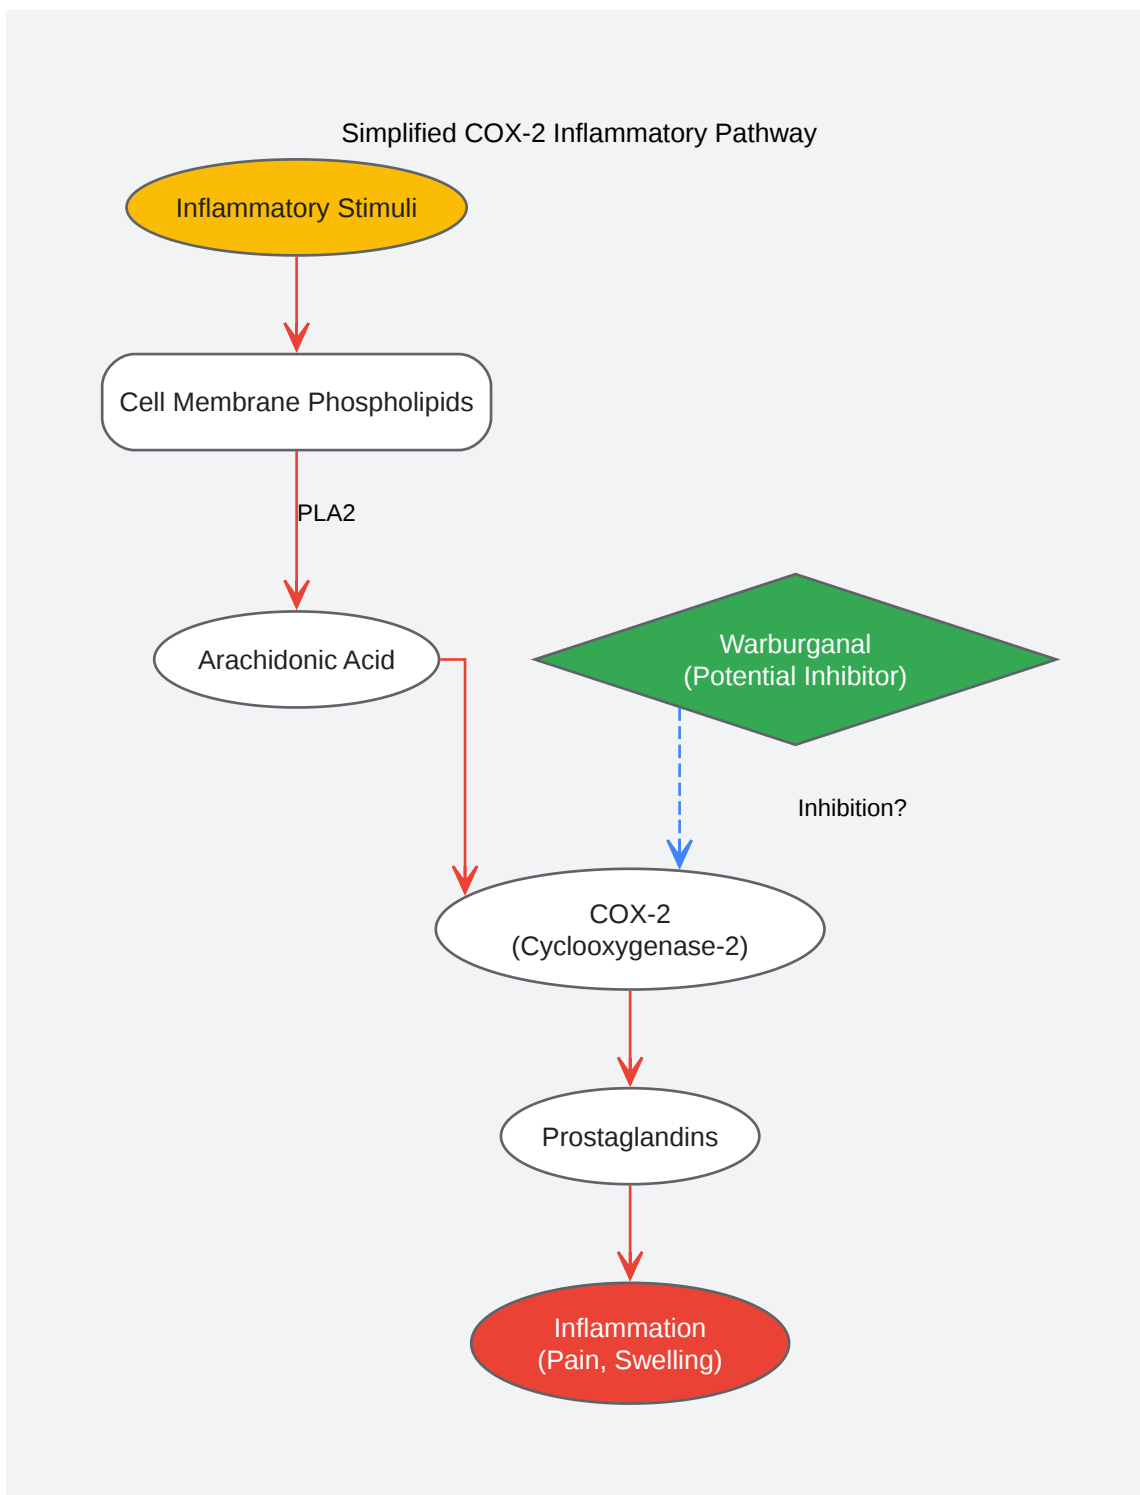 Simplified COX-2 Inflammatory Pathway
Inflammatory Stimuli
Cell Membrane Phospholipids
PLA2
Arachidonic Acid
Warburganal
(Potential Inhibitor)
Inhibition?
COX-2
(Cyclooxygenase-2)
Prostaglandins
Inflammation
(Pain, Swelling)